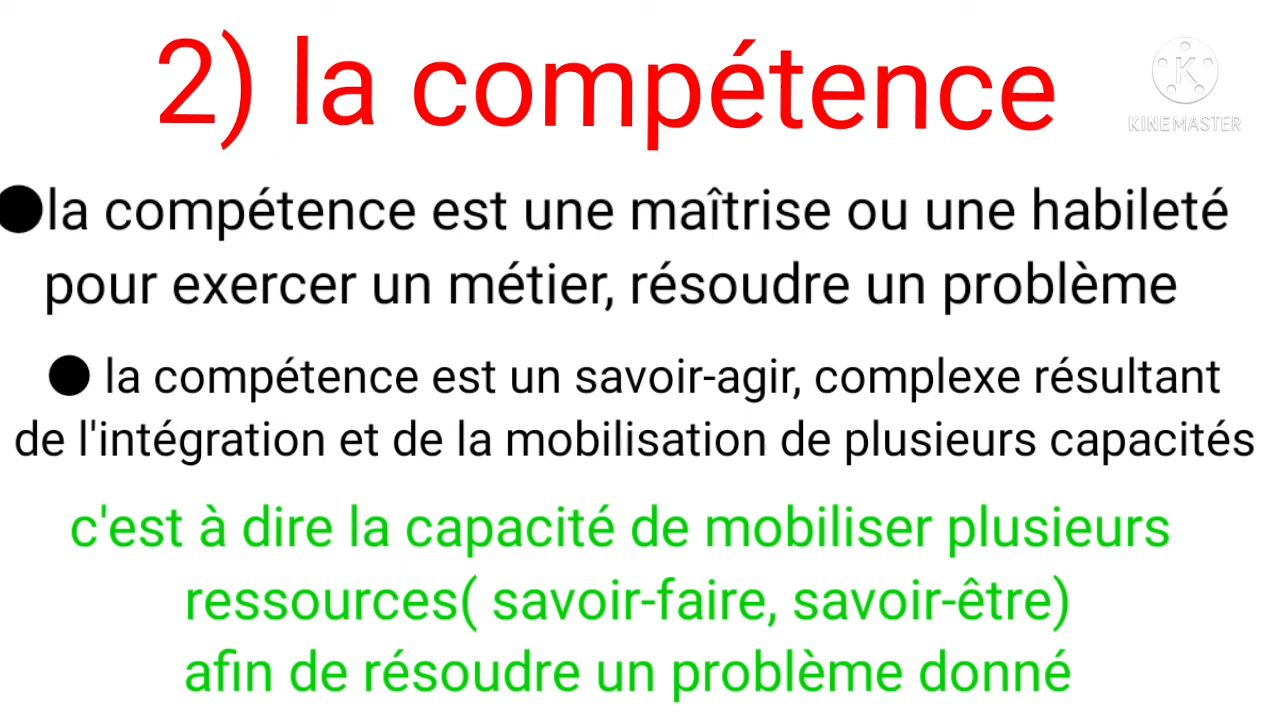 2) la compétence
KINEMASTER
●la compétence est une maîtrise ou une habileté
pour exercer un métier, résoudre un problème
● la compétence est un savoir-agir, complexe résultant
de l'intégration et de la mobilisation de plusieurs capacités
c'est à dire la capacité de mobiliser plusieurs
ressources( savoir-faire, savoir-être)
afin de résoudre un problème donné